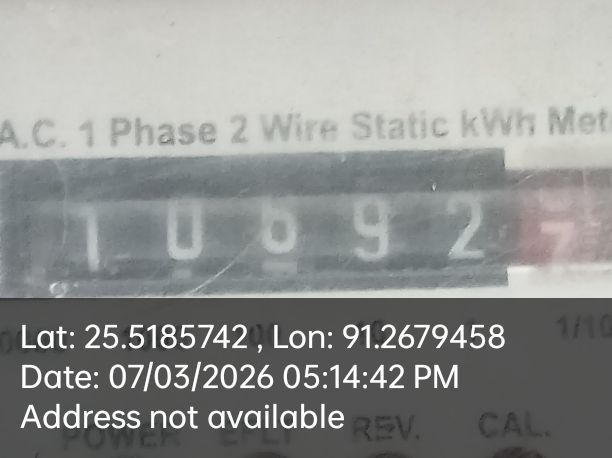 A.C. 1 Phase 2 Wire Static kWh Met
1 0 6 9 2 7
Lat: 25.5185742 , Lon: 91.2679458
1/10
Date: 07/03/2026 05:14:42 PM
Address not available
POWER REV. CAL.